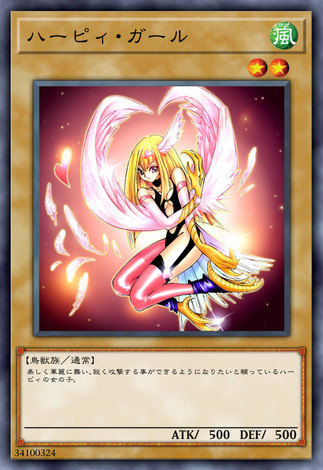 ハーピィ・ガール
風
【鳥獣族／通常】
美しく華麗に舞い、鋭く攻撃する事ができるようになりたいと願っているハー
ピィの女の子。
ATK/ 500 DEF/ 500
34100324